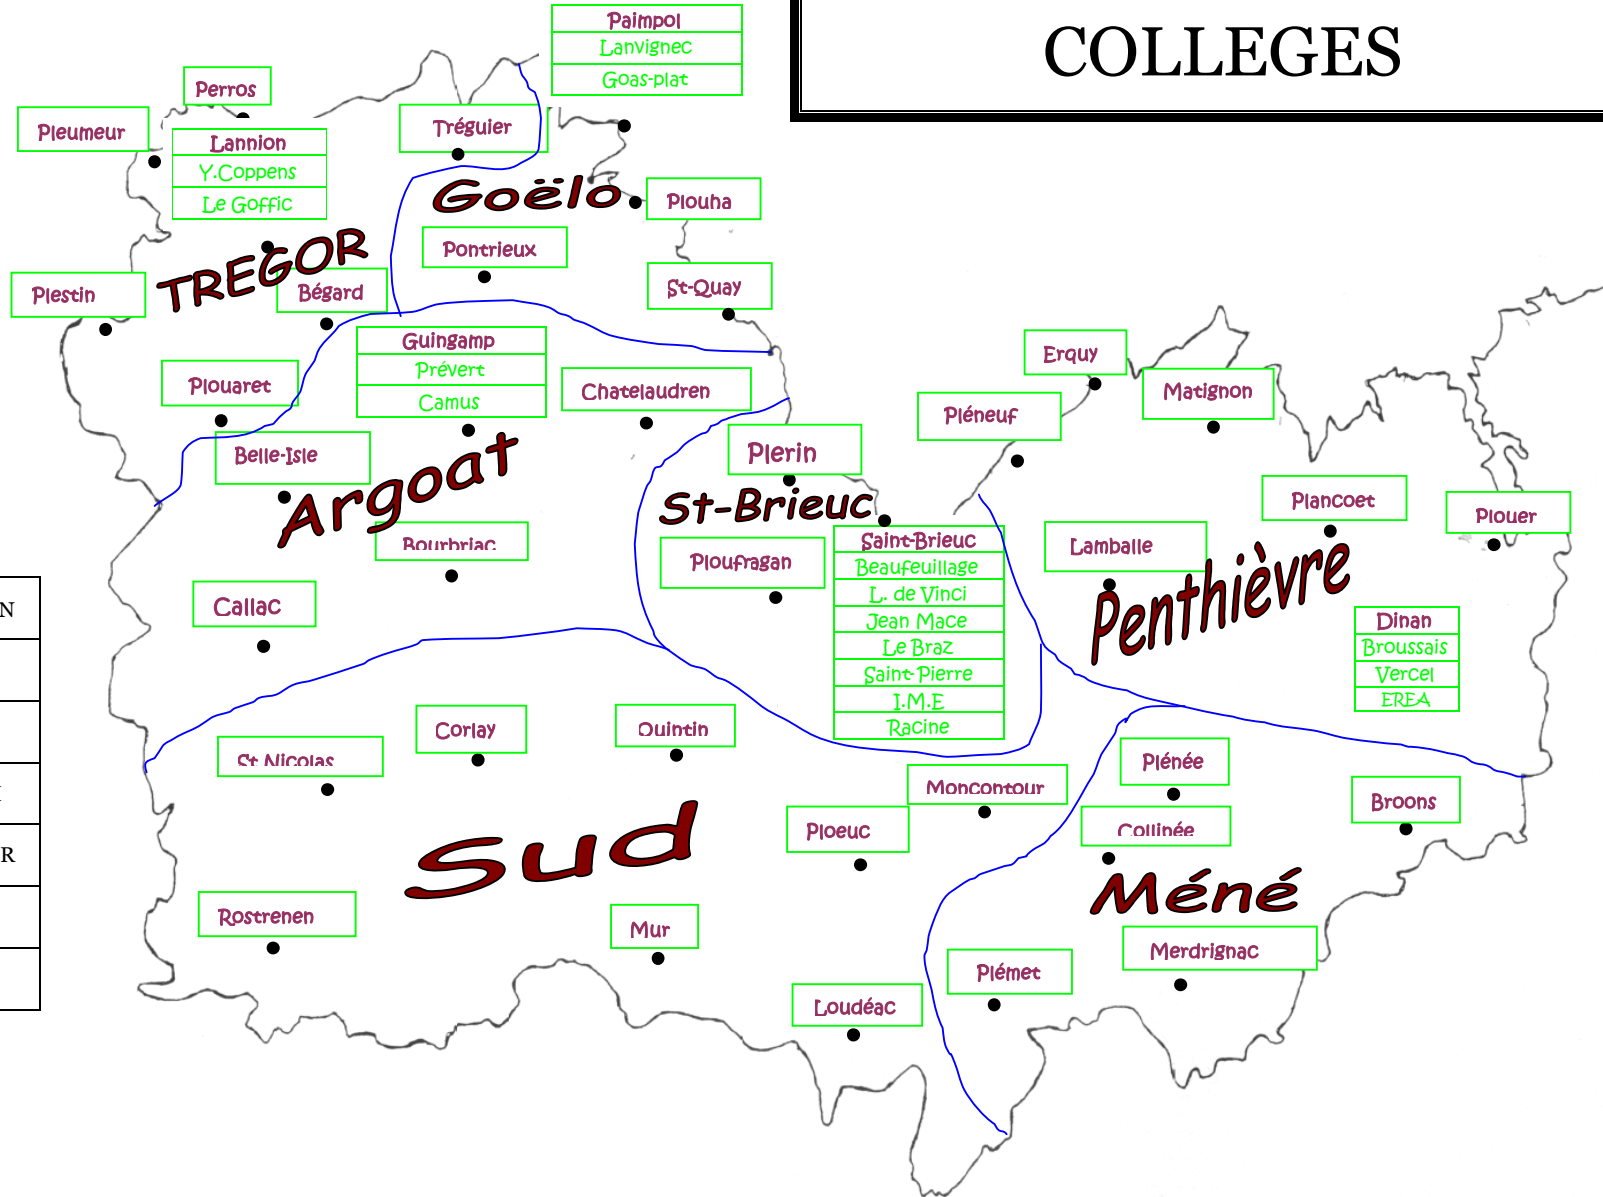 COLLEGES
Paimpol
Lanvignec
Goas-plat
Perros
Pleumeur
Lannion
Y.Coppens
Le Goffic
Tréguier
Goëlo
Plouha
TREGOR
Pontrieux
Plestin
Bégard
St-Quay
Guingamp
Prévert
Camus
Plouaret
Chatelaudren
Erquy
Matignon
Pléneuf
Belle-Isle
Argoat
Plerin
St-Brieuc
Plancoet
Plouer
Bourbriac
Ploufragan
Saint-Brieuc
Beaufeuillage
L. de Vinci
Jean Mace
Le Braz
Saint-Pierre
I.M.E
Racine
Lamballe
Penthièvre
Callac
N
Dinan
Broussais
Vercel
EREA
Corlay
Quintin
St Nicolas
Moncontour
Plénée
Broons
Ploeuc
Collinée
R
Sud
Méné
Rostrenen
Mur
Merdrignac
Plémet
Loudéac